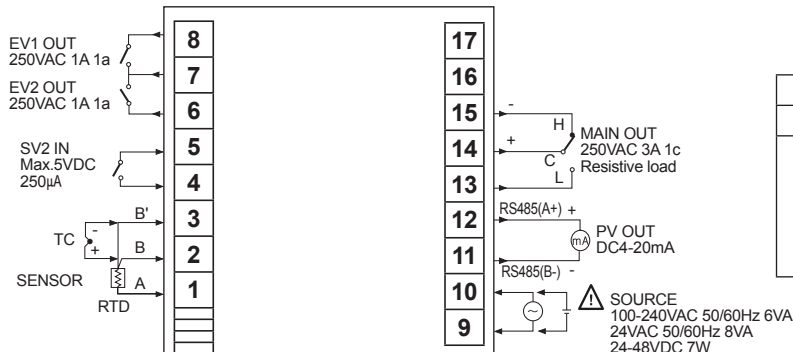 EV1 OUT
250VAC 1A 1a
EV2 OUT
250VAC 1A 1a
SV2 IN
Max.5VDC
250µA
TC
-
+
SENSOR
RTD
B'
B
A
8
7
6
5
4
3
2
1
17
16
15
14
13
12
11
10
9
-
+
H
C
L
MAIN OUT
250VAC 3A 1c
Resistive load
RS485(A+) +
mA
PV OUT
DC4-20mA
RS485(B-) -
SOURCE
100-240VAC 50/60Hz 6VA
24VAC 50/60Hz 8VA
24-48VDC 7W